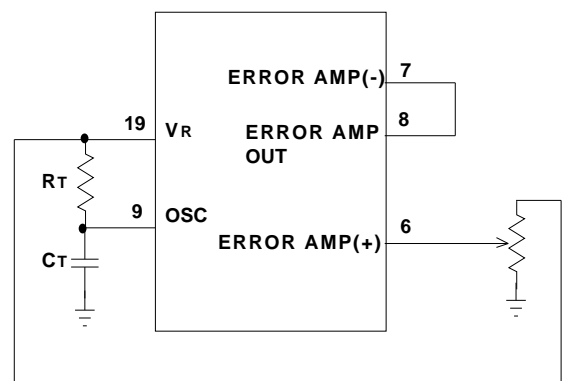 ERROR AMP(-) 7
19 VR ERROR AMP 8
OUT
RT
9 OSC
ERROR AMP(+) 6
CT